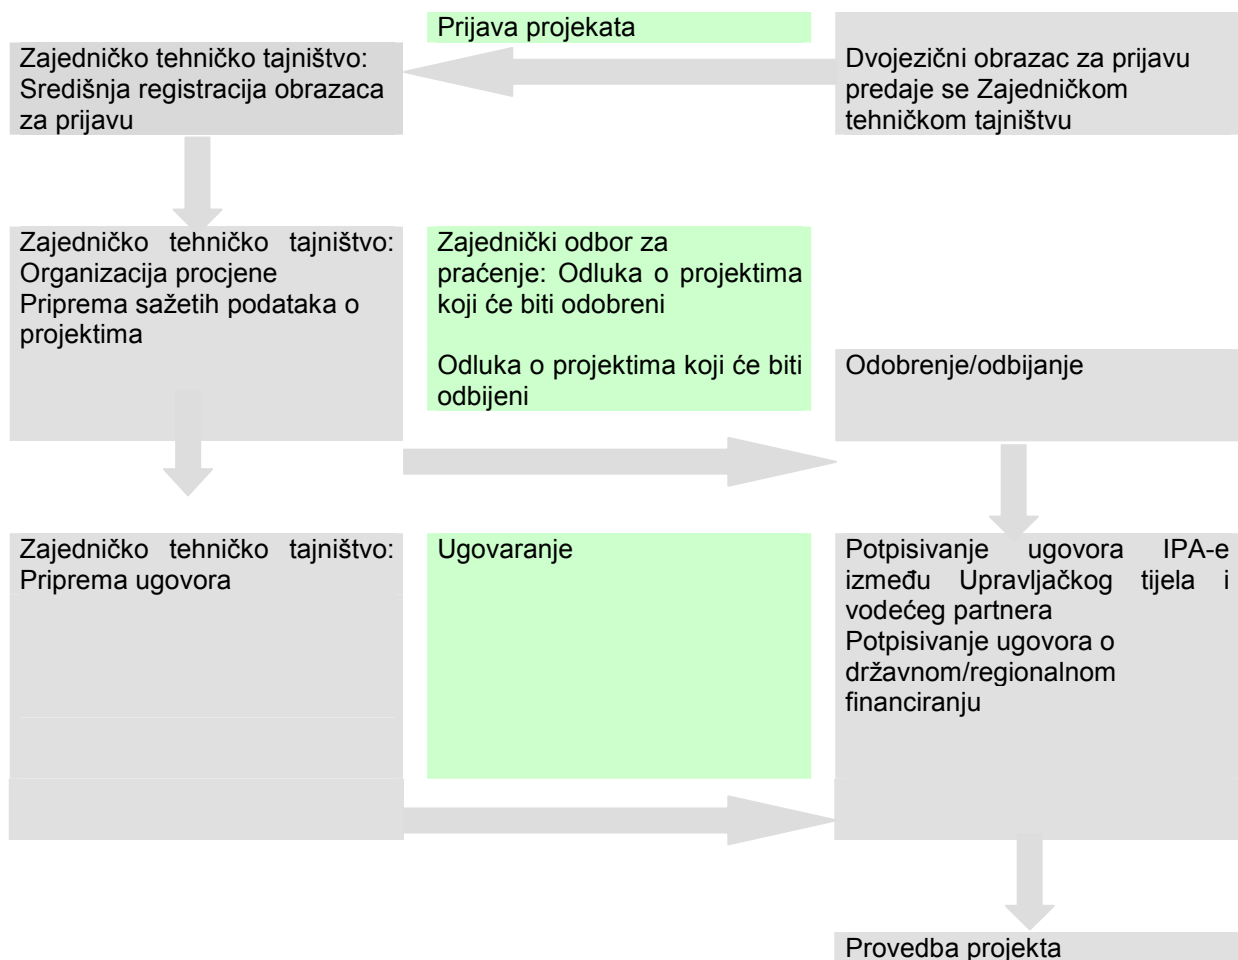 Prijava projekata
Zajedničko tehničko tajništvo:
Središnja registracija obrazaca
za prijavu
Dvojezični obrazac za prijavu
predaje se Zajedničkom
tehničkom tajništvu
Zajedničko tehničko tajništvo:
Organizacija procjene
Priprema sažetih podataka o
projektima
Zajednički odbor za
praćenje: Odluka o projektima
koji će biti odobreni
Odluka o projektima koji će biti
odbijeni
Odobrenje/odbijanje
Zajedničko tehničko tajništvo:
Priprema ugovora
Ugovaranje
Potpisivanje ugovora IPA-e
između Upravljačkog tijela i
vodećeg partnera
Potpisivanje ugovora o
državnom/regionalnom
financiranju
Provedba projekta